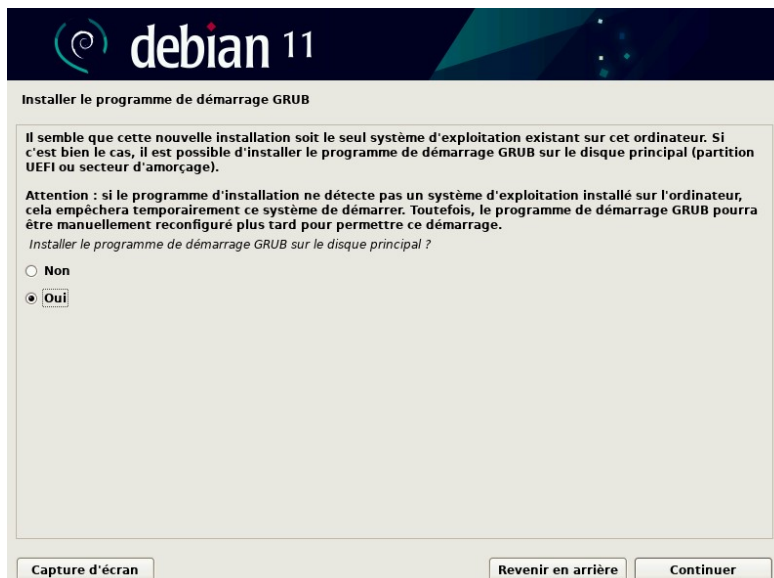 debian 11
Installer le programme de démarrage GRUB
Il semble que cette nouvelle installation soit le seul système d'exploitation existant sur cet ordinateur. Si
c'est bien le cas, il est possible d'installer le programme de démarrage GRUB sur le disque principal (partition
UEFI ou secteur d'amorçage).
Attention : si le programme d'installation ne détecte pas un système d'exploitation installé sur l'ordinateur,
cela empêchera temporairement ce système de démarrer. Toutefois, le programme de démarrage GRUB pourra
être manuellement reconfiguré plus tard pour permettre ce démarrage.
Installer le programme de démarrage GRUB sur le disque principal ?
Non
Oui
Capture d'écran
Revenir en arrière
Continuer